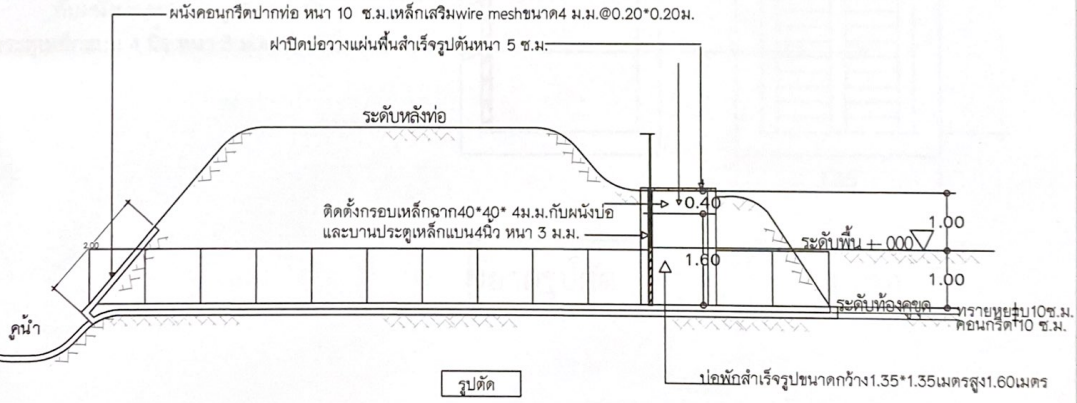 ผนังคอนกรีตปากท่อ หนา 10 ซ.ม.เหล็กเสริมwire meshขนาด4 ม.ม.@0.20*0.20ม.
ฝาปิดบ่อวางแผ่นพื้นสำเร็จรูปตันหนา 5 ซ.ม.
ระดับหลังท่อ
ติดตั้งกรอบเหล็กฉาก40*40* 4ม.ม.กับผนังบ่อ
และบานประตูเหล็กแบน4นิ้ว หนา 3 ม.ม.
0.40
1.00
ระดับพื้น +- 000
2.00
1.60
1.00
ระดับท้องคูขุด
ทรายหยาบ10ซ.ม.
คอนกรีต 10 ซ.ม.
คูน้ำ
รูปตัด
บ่อพักสำเร็จรูปขนาดกว้าง1.35*1.35เมตรสูง1.60เมตร